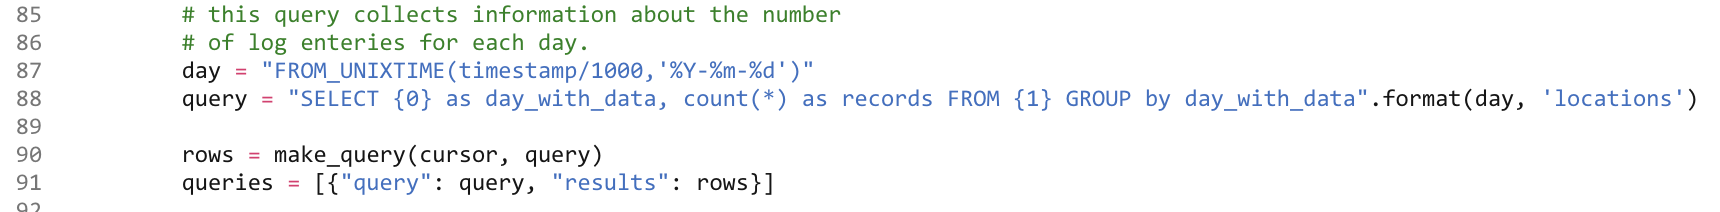 85 # this query collects information about the number
86 # of log enteries for each day.
87 day = "FROM_UNIXTIME(timestamp/1000,'%Y-%m-%d')"
88 query = "SELECT {0} as day_with_data, count(*) as records FROM {1} GROUP by day_with_data".format(day, 'locations')
89
90 rows = make_query(cursor, query)
91 queries = [{"query": query, "results": rows}]
92